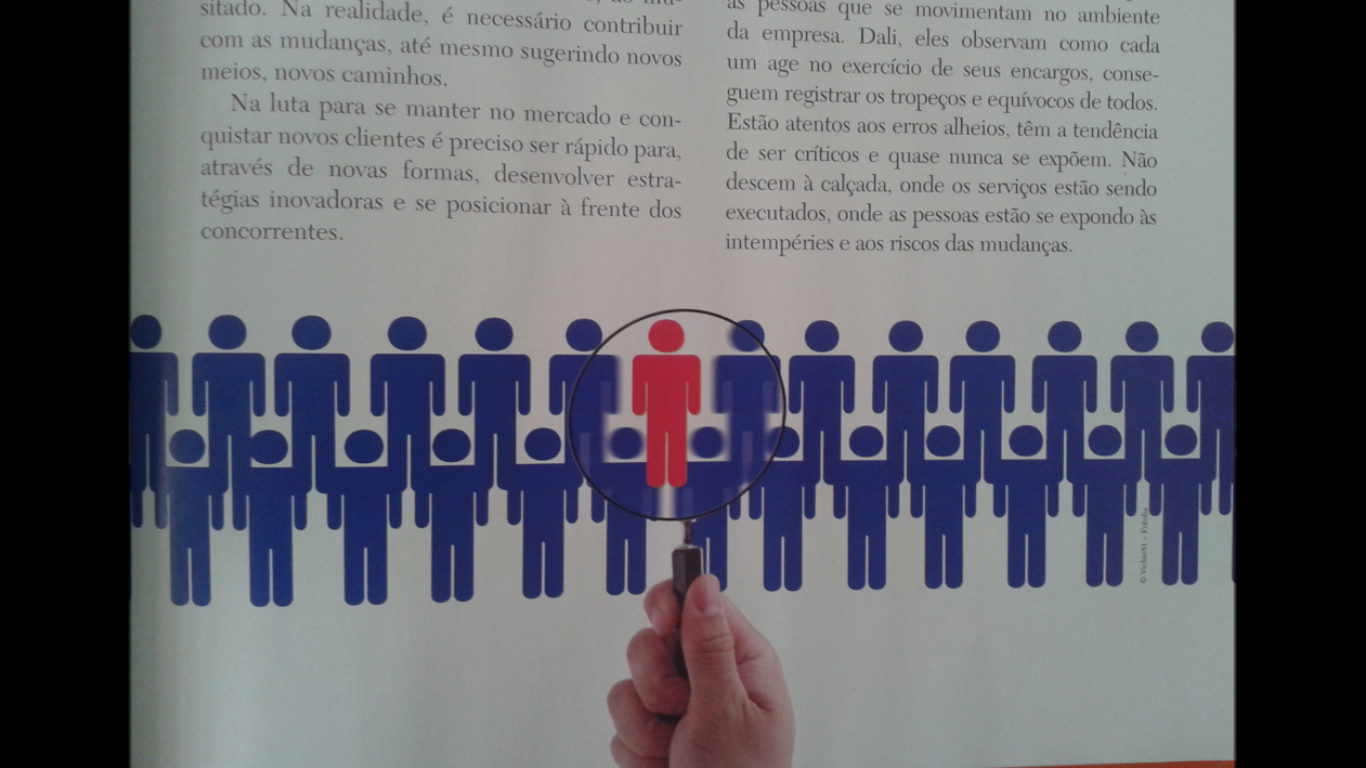 sitado. Na realidade, é necessário contribuir
com as mudanças, até mesmo sugerindo novos
meios, novos caminhos.
Na luta para se manter no mercado e con-
quistar novos clientes é preciso ser rápido para,
através de novas formas, desenvolver estra-
tégias inovadoras e se posicionar à frente dos
concorrentes.
as pessoas que se movimentam no ambiente
da empresa. Dali, eles observam como cada
um age no exercício de seus encargos, conse-
guem registrar os tropeços e equívocos de todos.
Estão atentos aos erros alheios, têm a tendência
de ser críticos e quase nunca se expõem. Não
descem à calçada, onde os serviços estão sendo
executados, onde as pessoas estão se expondo às
intempéries e aos riscos das mudanças.
© – Fotolia